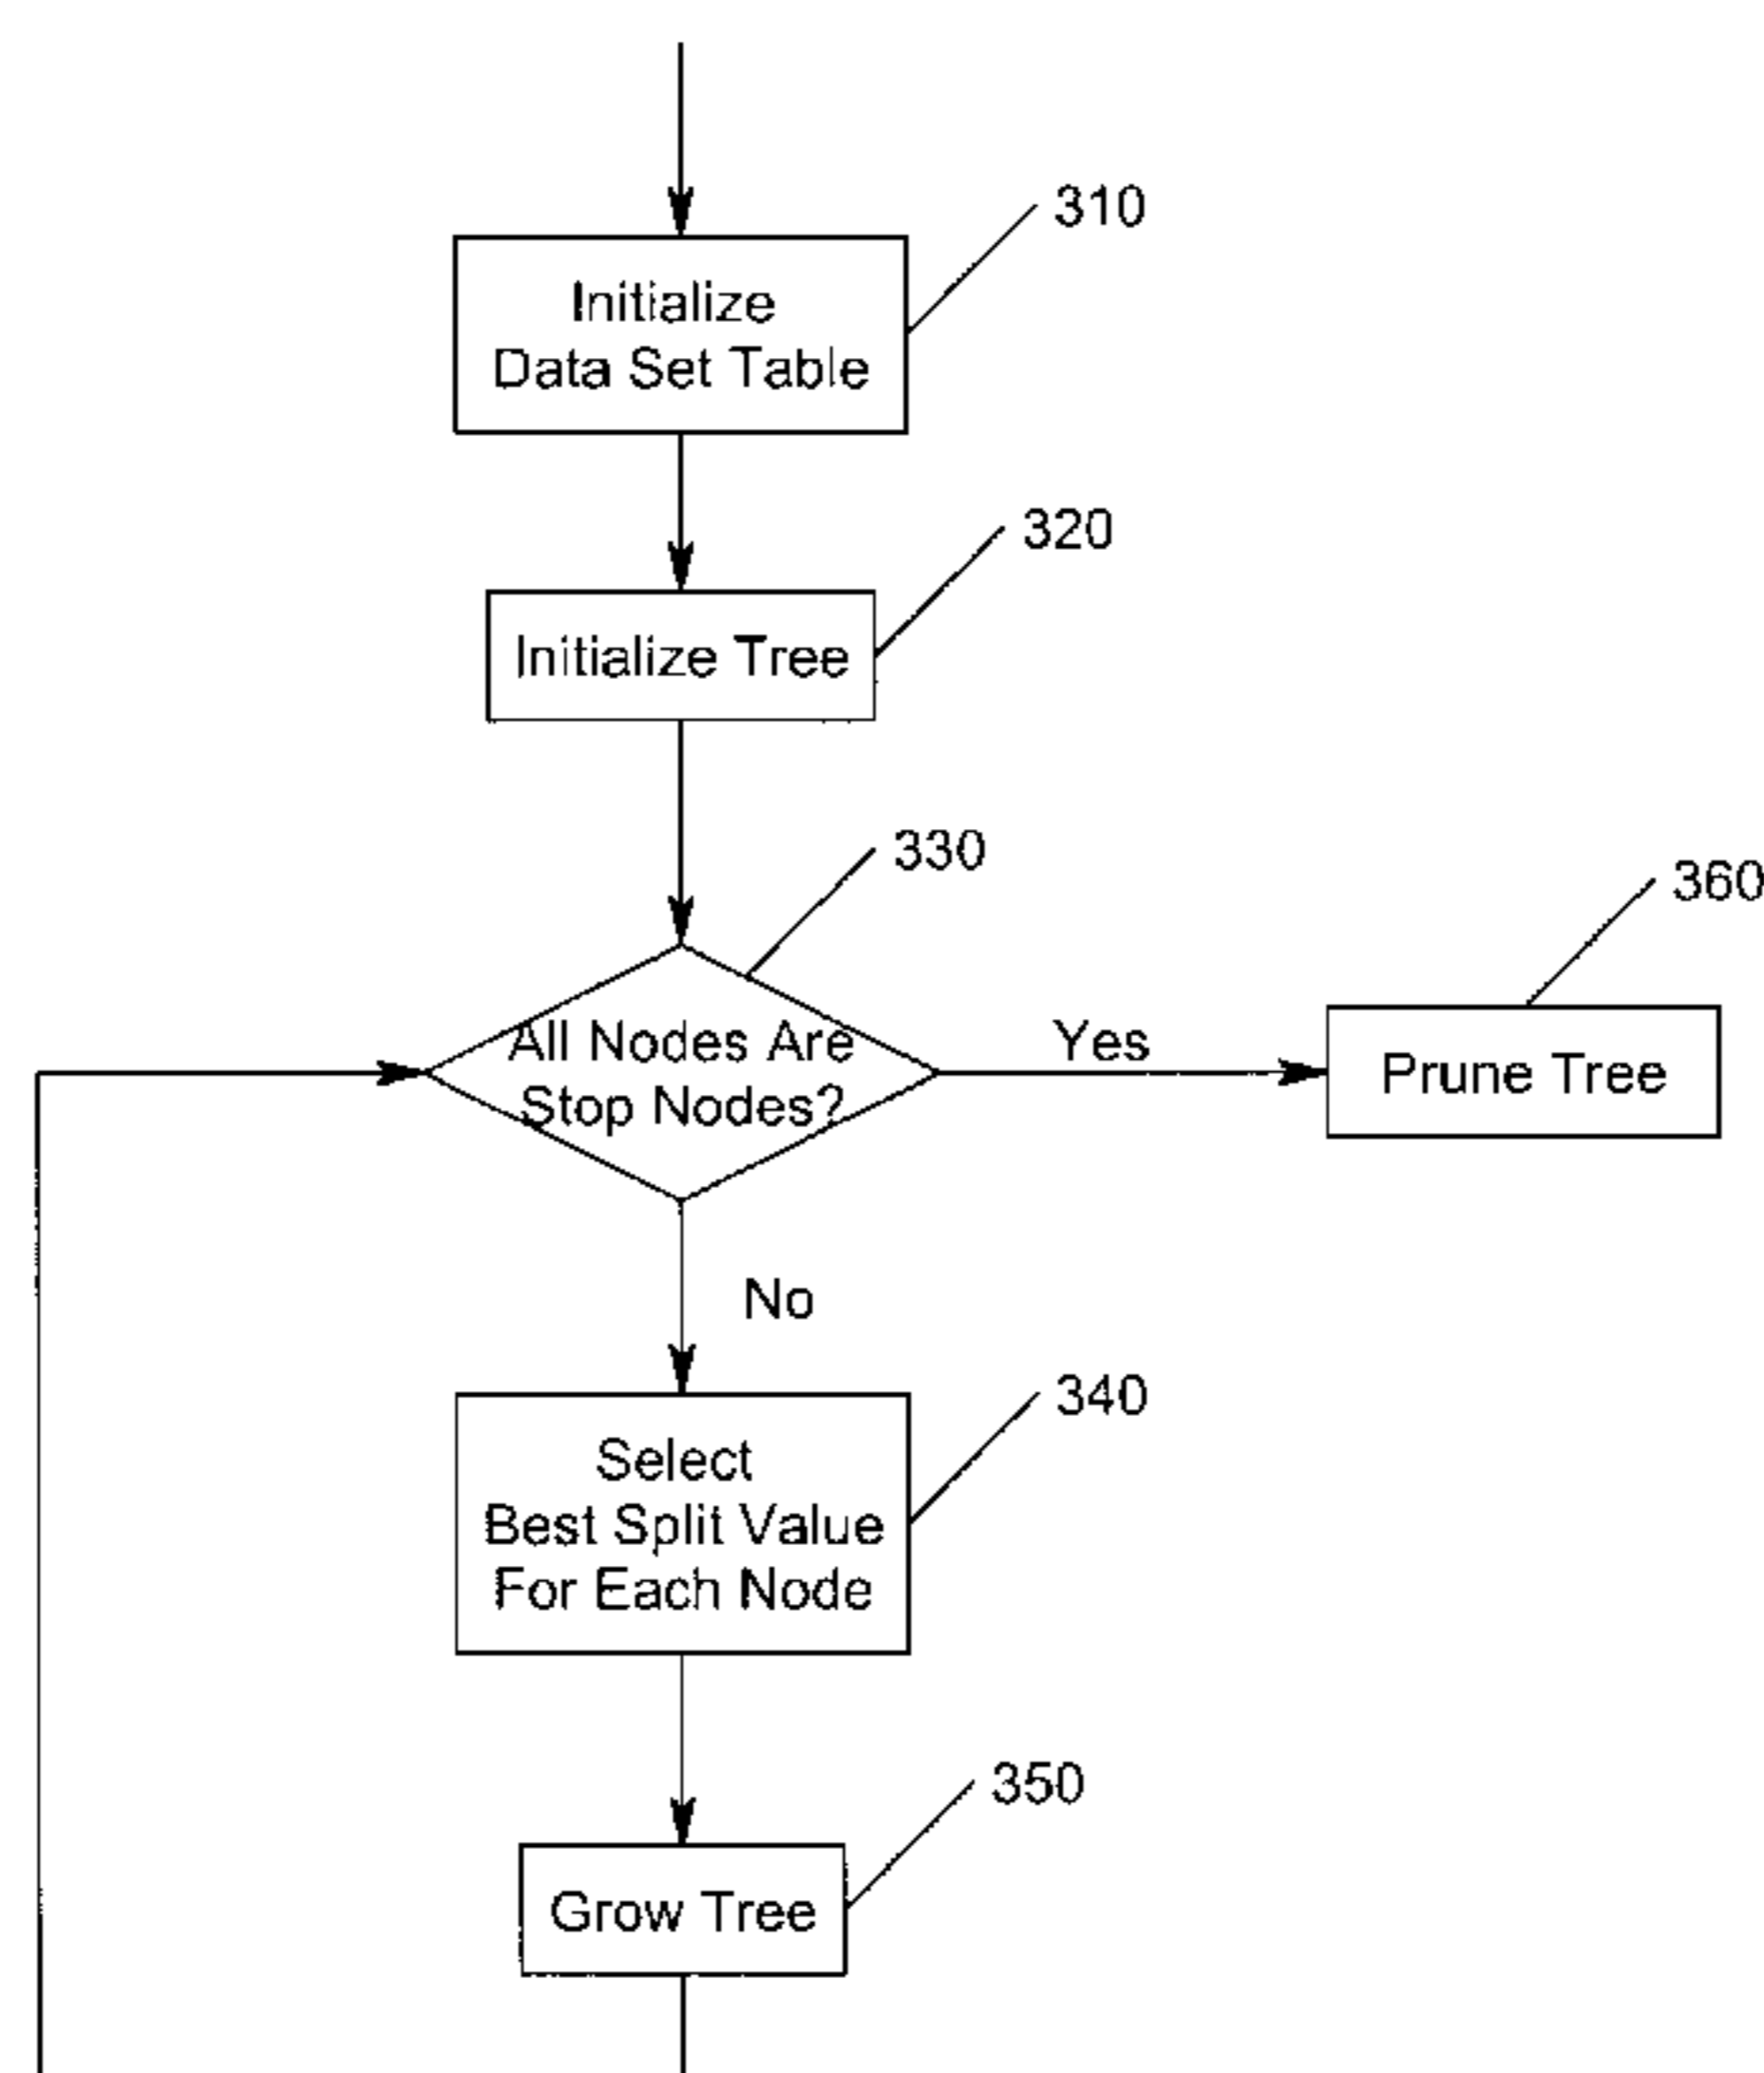 310
Initialize
Data Set Table
320
Initialize Tree
330
360
All Nodes Are
Stop Nodes?
Yes
Prune Tree
No
340
Select
Best Split Value
For Each Node
350
Grow Tree